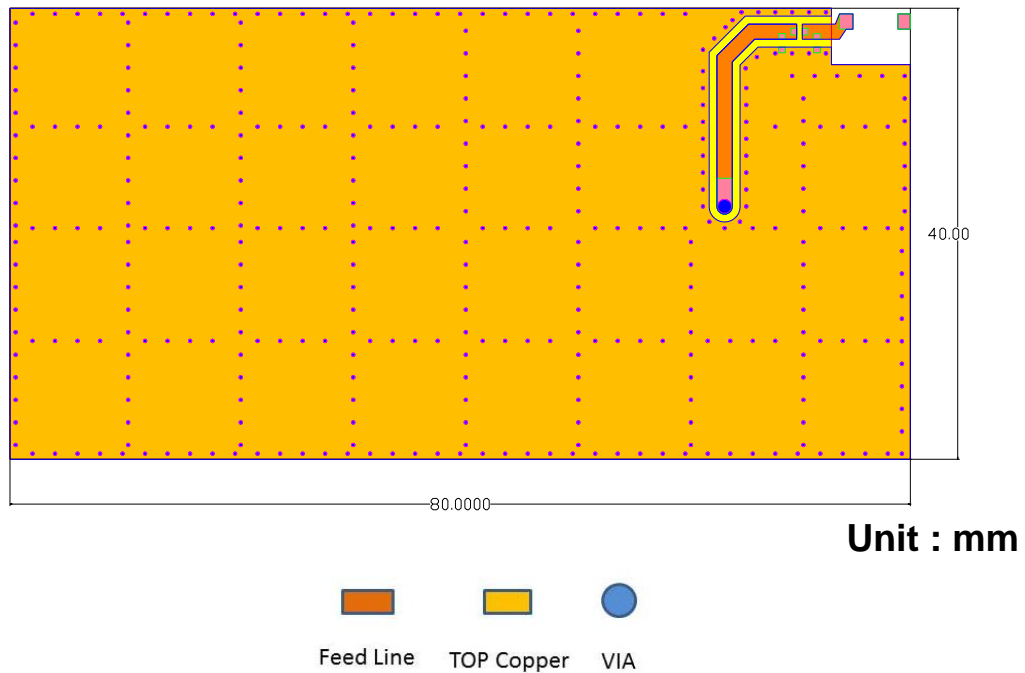 40.00
80.0000
Unit : mm
Feed Line
TOP Copper
VIA